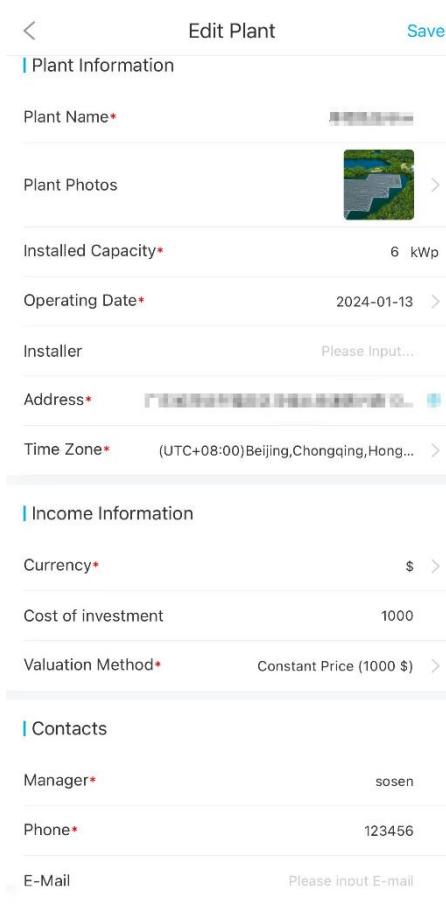 Edit Plant
Save
Plant Information
Plant Name*
Plant Photos
Installed Capacity*
6 kWp
Operating Date*
2024-01-13
Installer
Please Input...
Address*
Time Zone*
(UTC+08:00)Beijing,Chongqing,Hong...
Income Information
Currency*
$
Cost of investment
1000
Valuation Method*
Constant Price (1000 $)
Contacts
Manager*
sosen
Phone*
123456
E-Mail
Please input E-mail